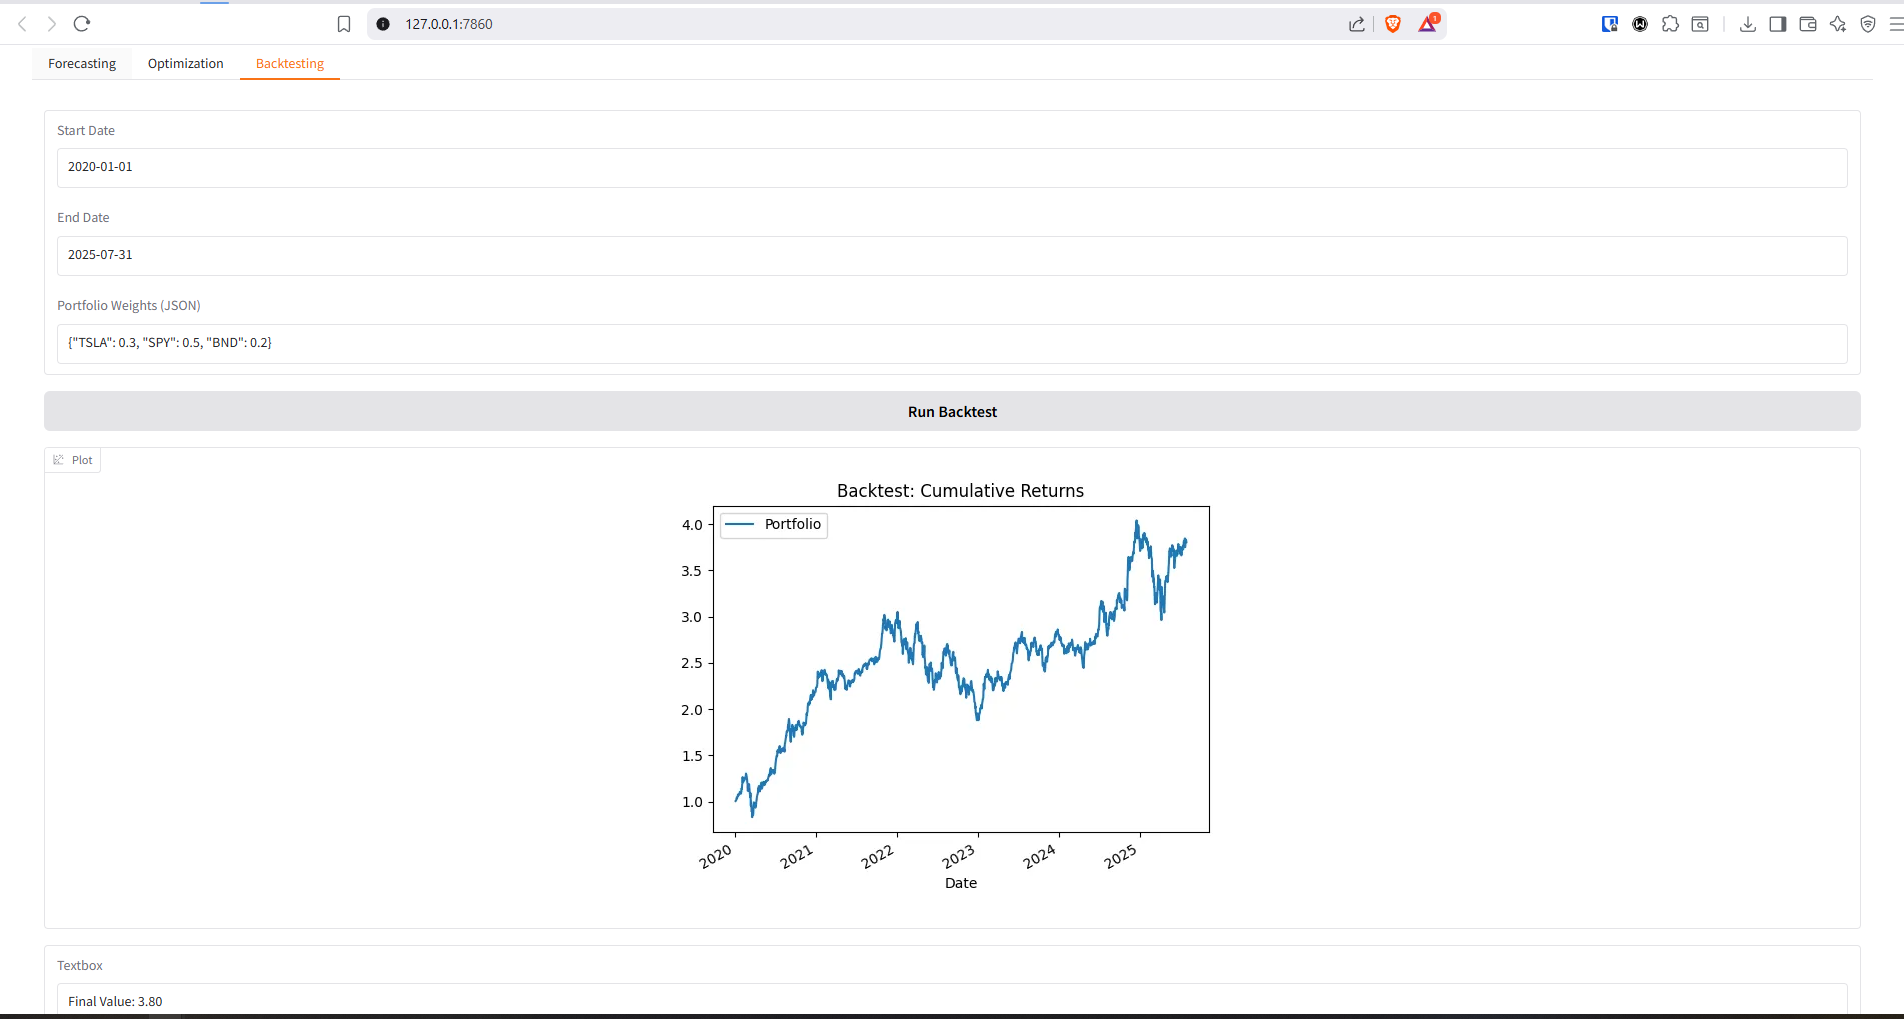 127.0.0.1:7860
1
Forecasting
Optimization
Backtesting
Start Date
2020-01-01
End Date
2025-07-31
Portfolio Weights (JSON)
{"TSLA": 0.3, "SPY": 0.5, "BND": 0.2}
Run Backtest
Plot
Backtest: Cumulative Returns
Portfolio
4.0
3.5
3.0
2.5
2.0
1.5
1.0
2020
2021
2022
2023
2024
2025
Date
Textbox
Final Value: 3.80